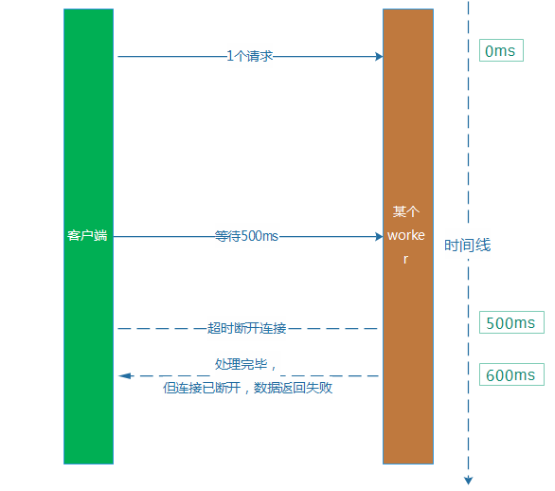 1个请求
0ms
客户端
等待500ms
某个
worke
r
时间线
超时断开连接
500ms
处理完毕，
但连接已断开，数据返回失败
600ms